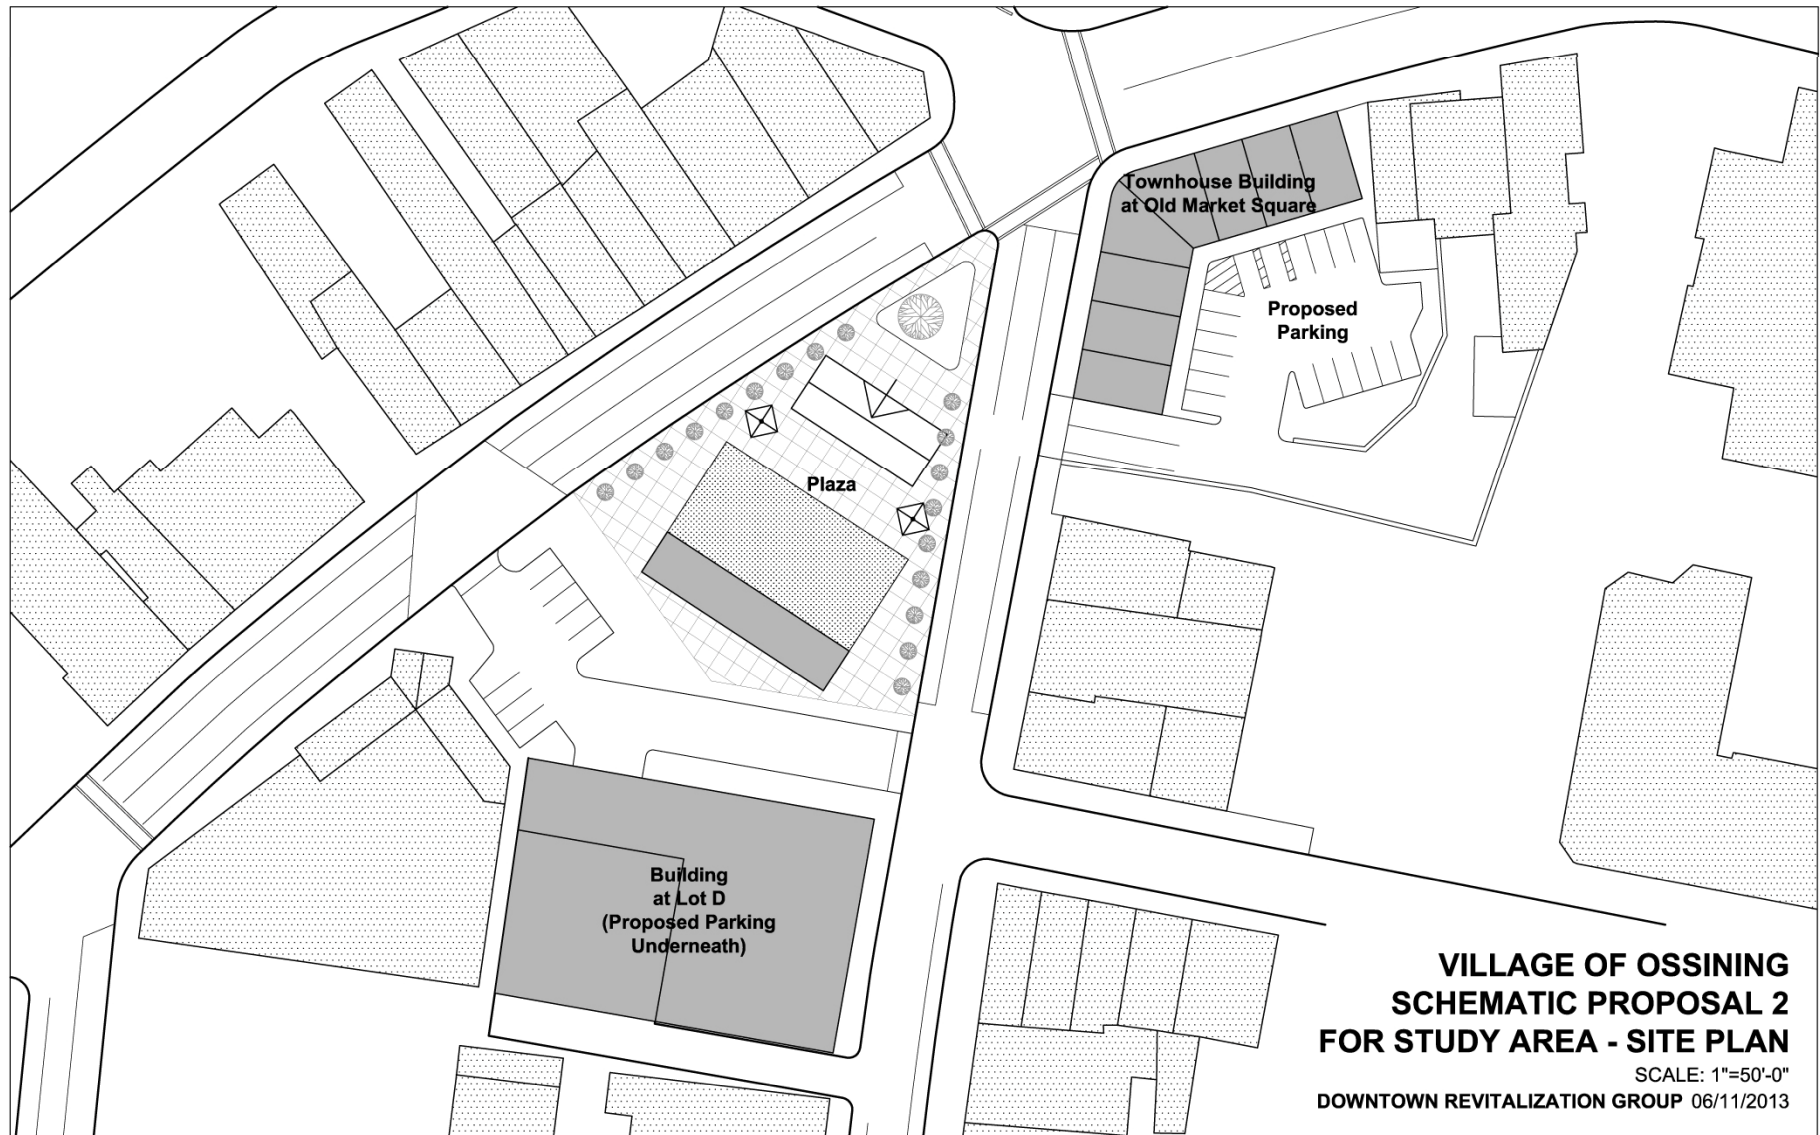 Townhouse Building
at Old Market Square
Proposed
Parking
Plaza
Building
at Lot D
(Proposed Parking
Underneath)
VILLAGE OF OSSINING
SCHEMATIC PROPOSAL 2
FOR STUDY AREA - SITE PLAN
SCALE: 1"=50'-0"
DOWNTOWN REVITALIZATION GROUP 06/11/2013